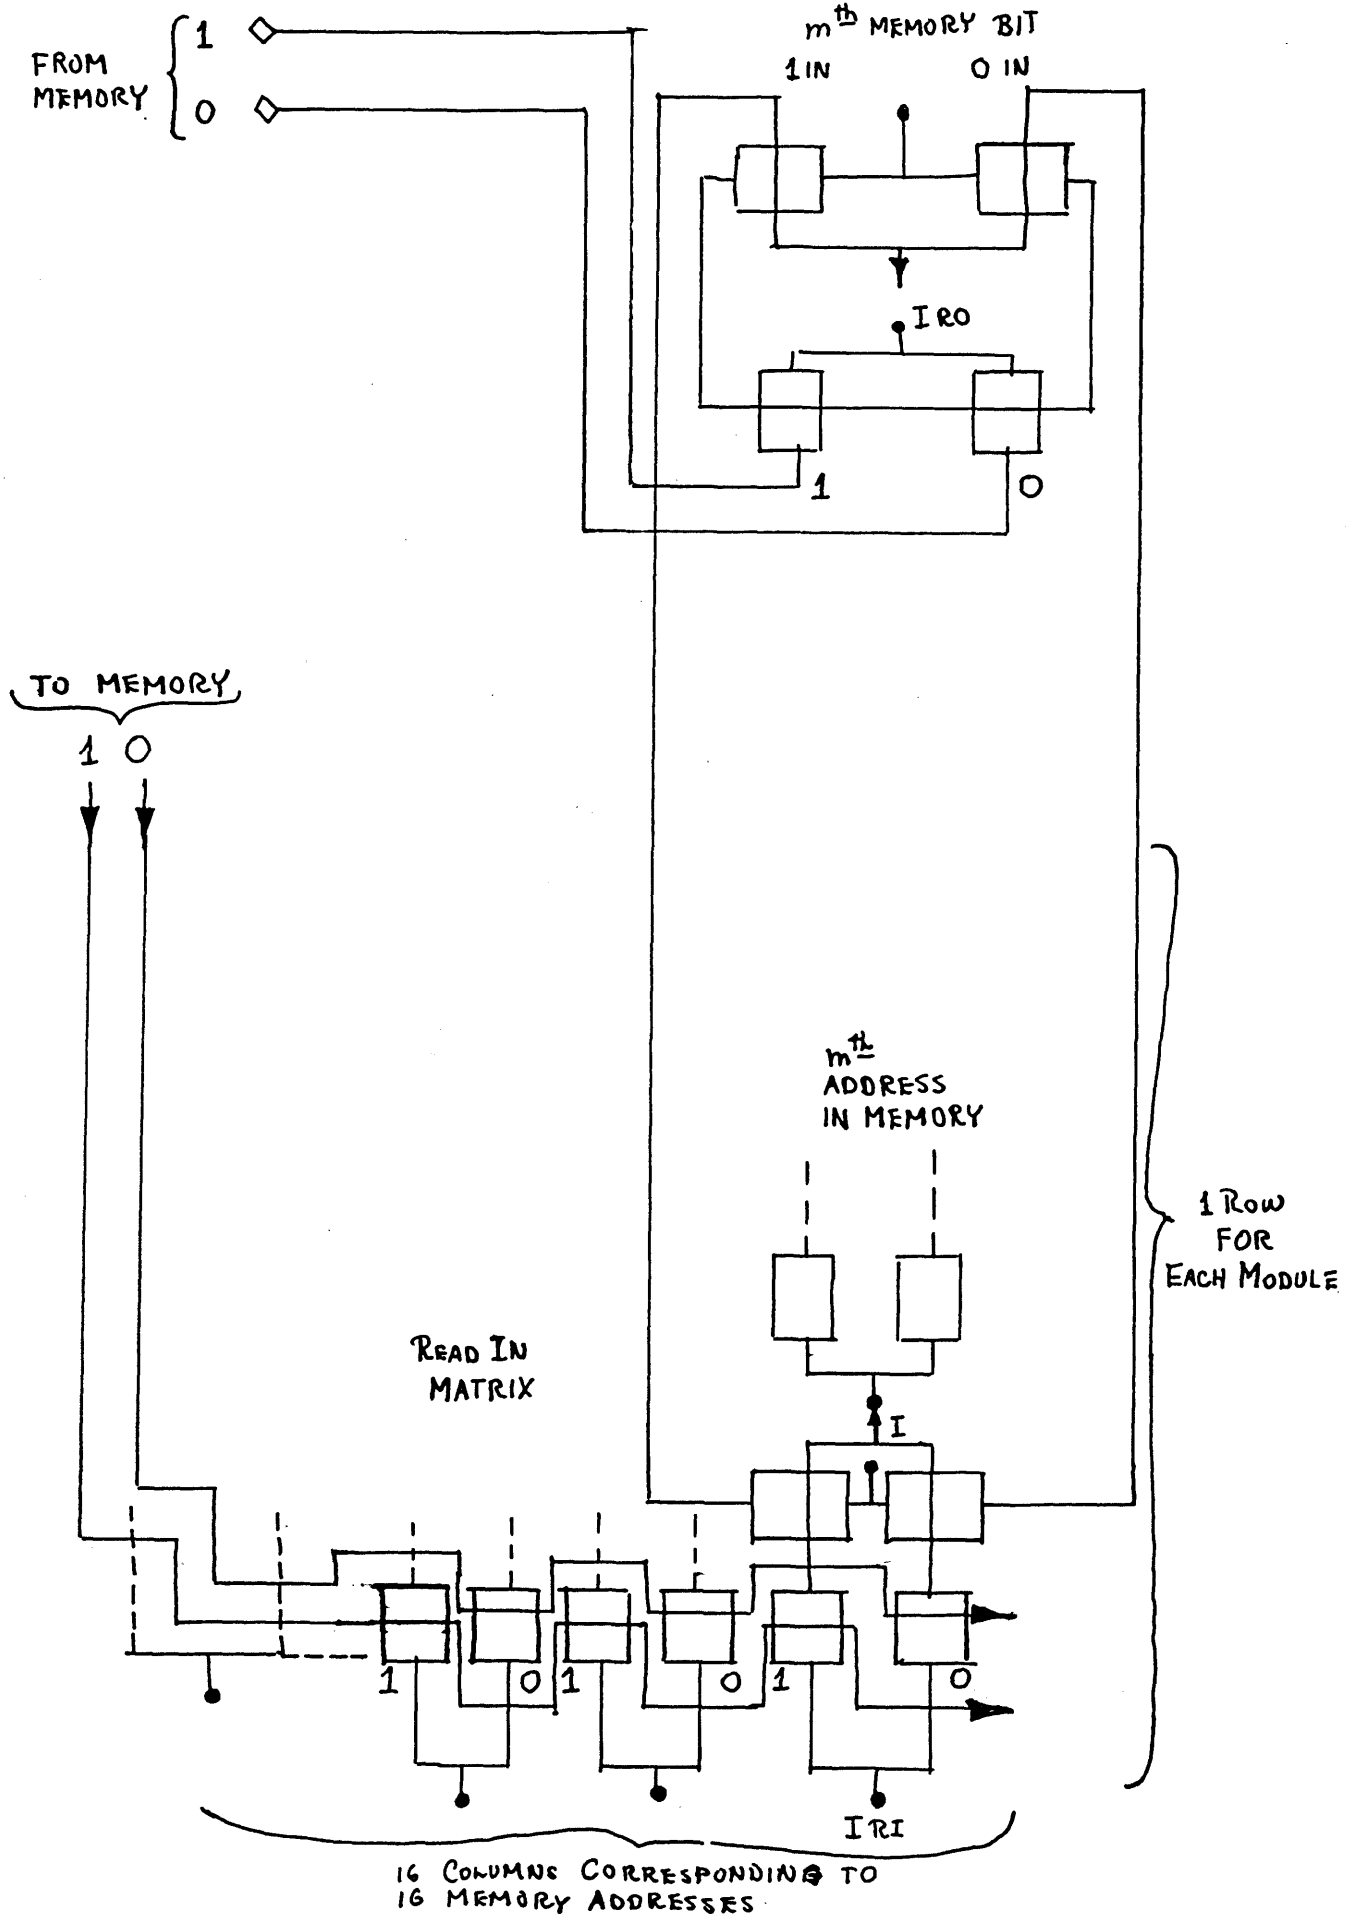 mth MEMORY BIT
1 IN 0 IN
FROM MEMORY
1
0
IRO
1 0
TO MEMORY
1 0
mth
ADDRESS
IN MEMORY
1 ROW
FOR
EACH MODULE
READ IN
MATRIX
I
1 0 1 0 1 0
IRI
16 COLUMNS CORRESPONDING TO
16 MEMORY ADDRESSES